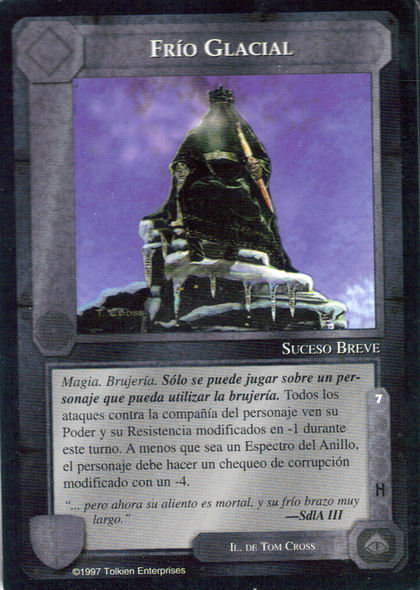 FRÍO GLACIAL
T. CROSS
SUCESO BREVE
Magia. Brujería. Sólo se puede jugar sobre un per-
sonaje que pueda utilizar la brujería. Todos los
ataques contra la compañía del personaje ven su
Poder y su Resistencia modificados en -1 durante
este turno. A menos que sea un Espectro del Anillo,
el personaje debe hacer un chequeo de corrupción
modificado con un -4.
7
H
“... pero ahora su aliento es mortal, y su frío brazo muy
largo.”
—SdlA III
IL. DE TOM CROSS
©1997 Tolkien Enterprises